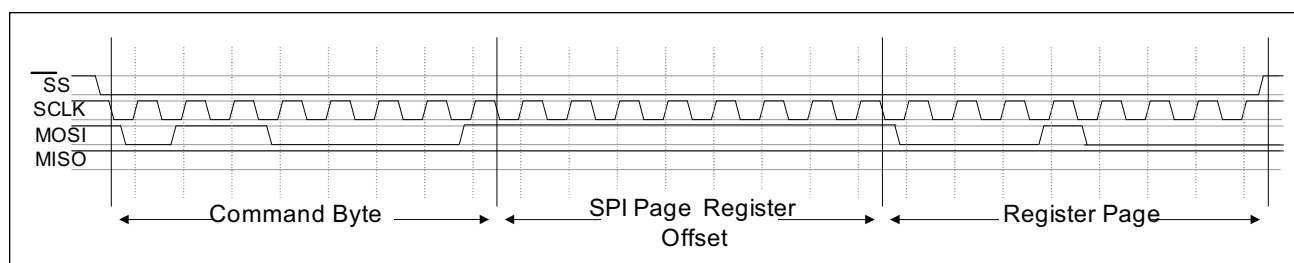 SS
SCLK
MOSI
MISO
Command Byte
SPI Page Register
Offset
Register Page